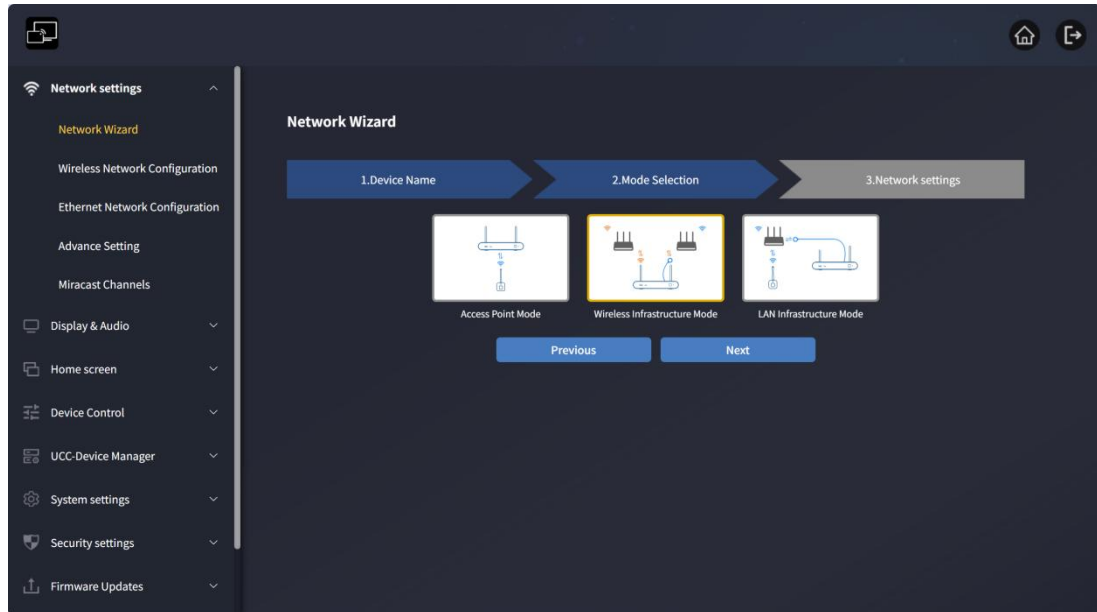 Network settings
Network Wizard
Wireless Network Configuration
Ethernet Network Configuration
Advance Setting
Miracast Channels
Display & Audio
Home screen
Device Control
UCC-Device Manager
System settings
Security settings
Firmware Updates
Network Wizard
1.Device Name
2.Mode Selection
3.Network settings
Access Point Mode
Wireless Infrastructure Mode
LAN Infrastructure Mode
Previous
Next